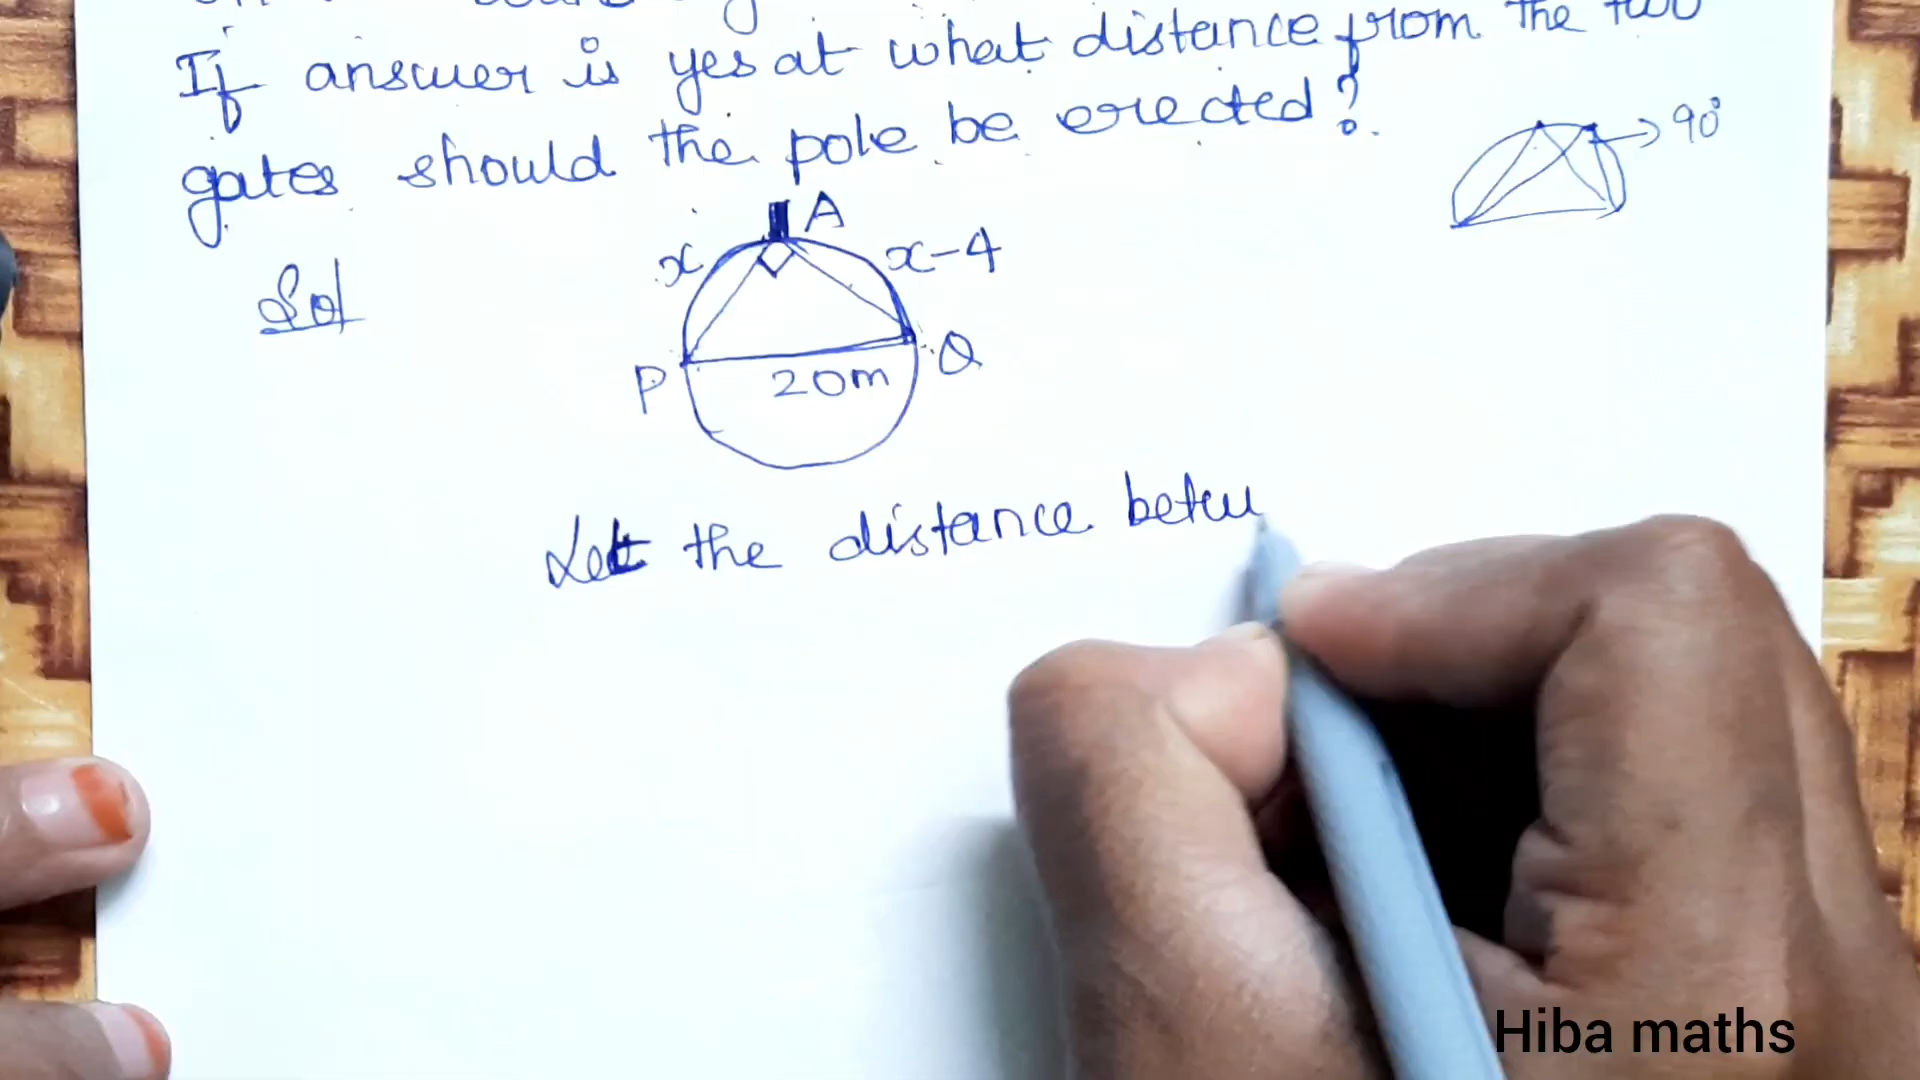 If answer is yes at what distance from the two
gates should the pole be erected?
90°
A
x
x-4
Sol
P
20m
Q
Let the distance betw
Hiba maths